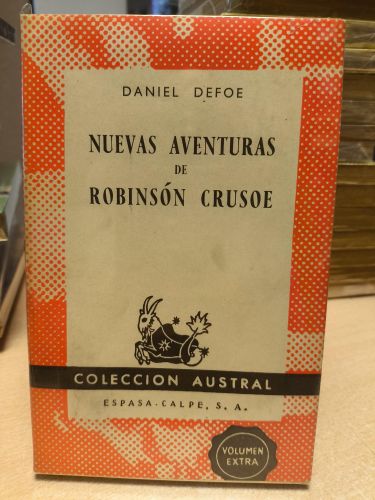 DANIEL DEFOE
NUEVAS AVENTURAS
DE
ROBINSÓN CRUSOE
COLECCION AUSTRAL
ESPASA-CALPE, S. A.
VOLUMEN
EXTRA